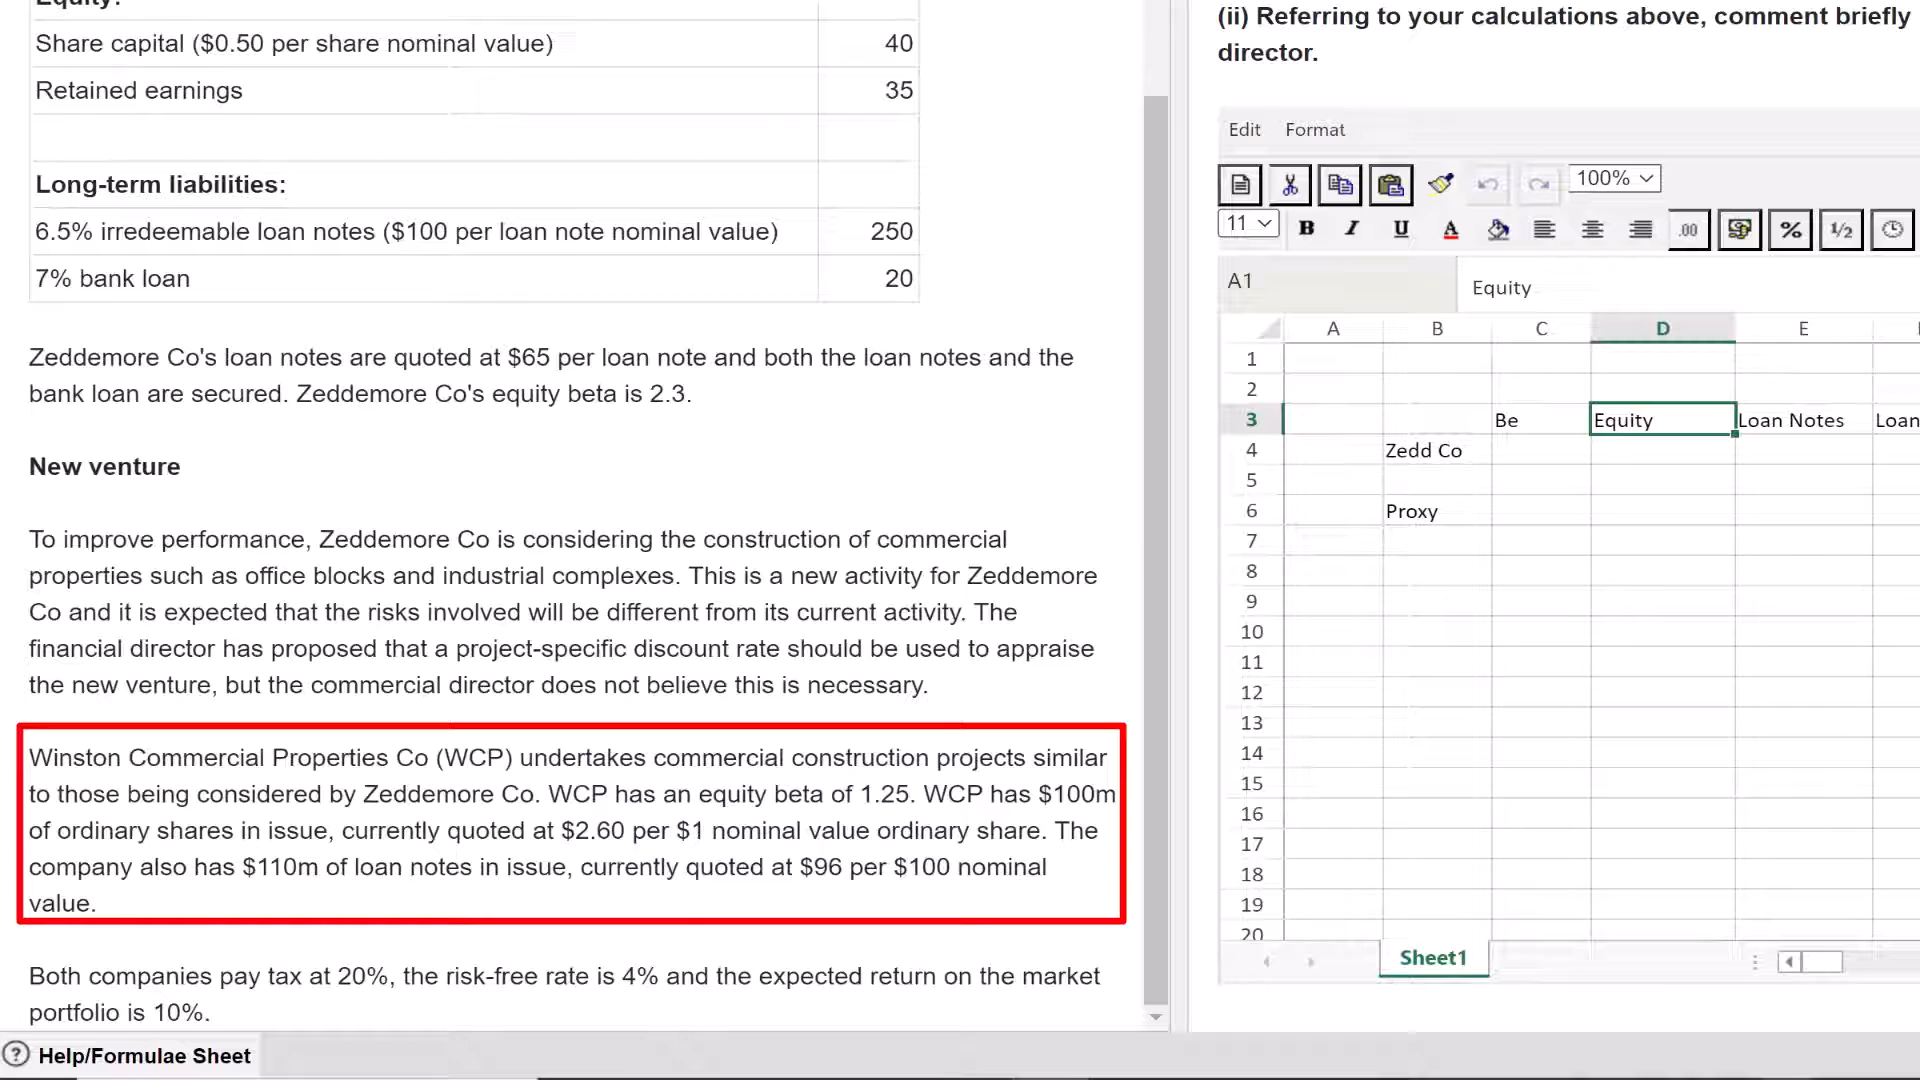 Equity:
Share capital ($0.50 per share nominal value) 40
Retained earnings 35
Long-term liabilities:
6.5% irredeemable loan notes ($100 per loan note nominal value) 250
7% bank loan 20
Zeddemore Co's loan notes are quoted at $65 per loan note and both the loan notes and the
bank loan are secured. Zeddemore Co's equity beta is 2.3.
New venture
To improve performance, Zeddemore Co is considering the construction of commercial
properties such as office blocks and industrial complexes. This is a new activity for Zeddemore
Co and it is expected that the risks involved will be different from its current activity. The
financial director has proposed that a project-specific discount rate should be used to appraise
the new venture, but the commercial director does not believe this is necessary.
Winston Commercial Properties Co (WCP) undertakes commercial construction projects similar
to those being considered by Zeddemore Co. WCP has an equity beta of 1.25. WCP has $100m
of ordinary shares in issue, currently quoted at $2.60 per $1 nominal value ordinary share. The
company also has $110m of loan notes in issue, currently quoted at $96 per $100 nominal
value.
Both companies pay tax at 20%, the risk-free rate is 4% and the expected return on the market
portfolio is 10%.
Help/Formulae Sheet
(ii) Referring to your calculations above, comment briefly
director.
Edit Format
100%
11 B I U A .00 % 1/2
A1 Equity
A B C D E
1
2
3 Be Equity Loan Notes Loan
4 Zedd Co
5
6 Proxy
7
8
9
10
11
12
13
14
15
16
17
18
19
20
Sheet1